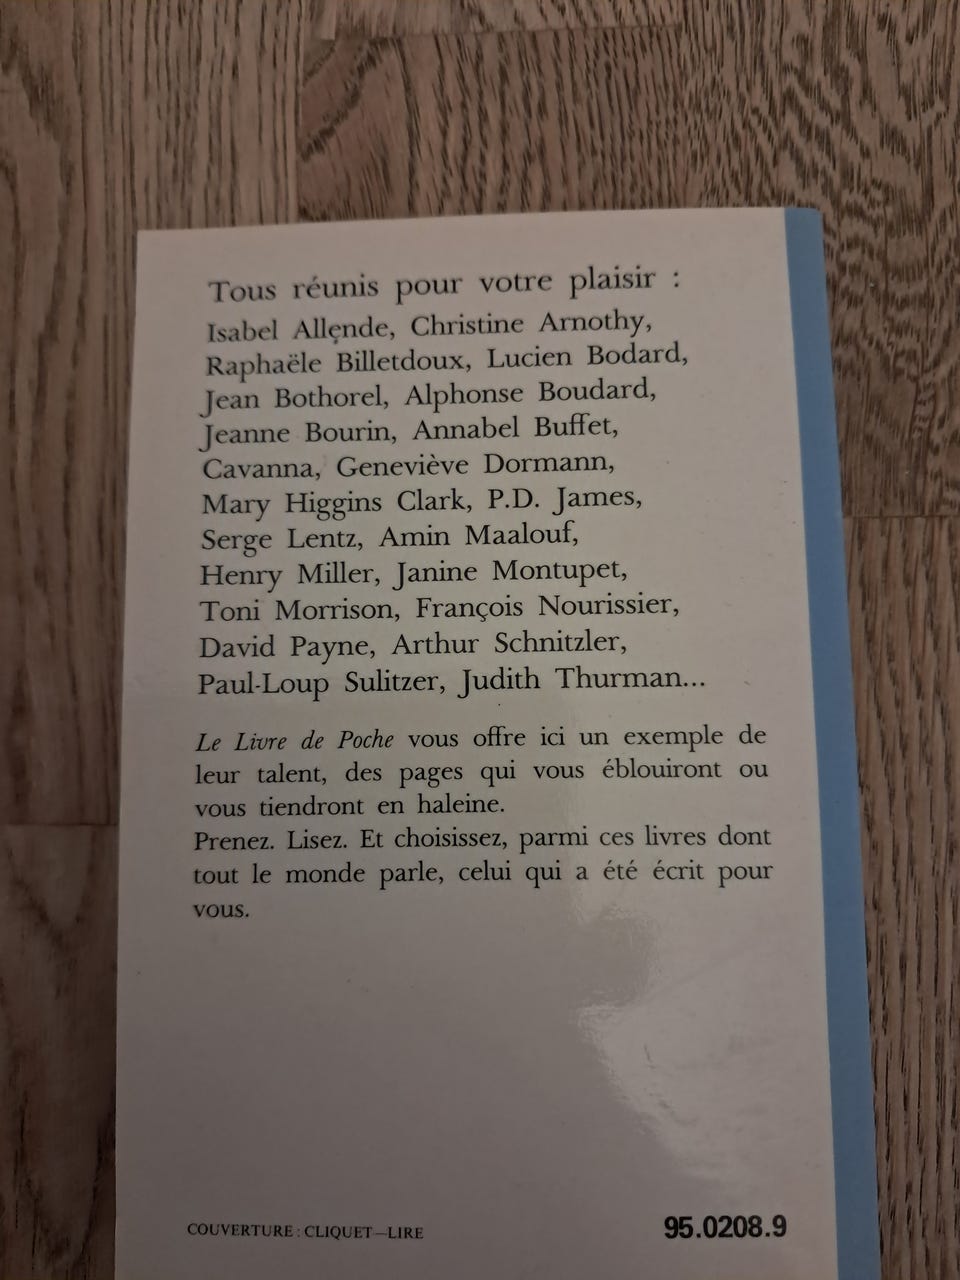 Tous réunis pour votre plaisir :
Isabel Allende, Christine Arnothy,
Raphaële Billetdoux, Lucien Bodard,
Jean Bothorel, Alphonse Boudard,
Jeanne Bourin, Annabel Buffet,
Cavanna, Geneviève Dormann,
Mary Higgins Clark, P.D. James,
Serge Lentz, Amin Maalouf,
Henry Miller, Janine Montupet,
Toni Morrison, François Nourissier,
David Payne, Arthur Schnitzler,
Paul-Loup Sulitzer, Judith Thurman...
Le Livre de Poche vous offre ici un exemple de
leur talent, des pages qui vous éblouiront ou
vous tiendront en haleine.
Prenez. Lisez. Et choisissez, parmi ces livres dont
tout le monde parle, celui qui a été écrit pour
vous.
COUVERTURE : CLIQUET—LIRE
95.0208.9